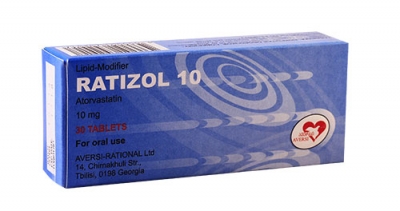 Lipid-Modifier
RATIZOL 10
Atorvastatin
10 mg
30 TABLETS
For oral use
AVERSI-RATIONAL Ltd
14, Chirnakhuli Str.,
Tbilisi, 0198 Georgia
AVERSI